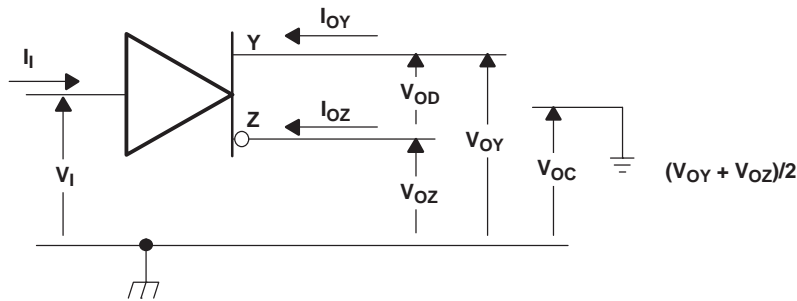 I_OY
Y
I_I
V_OD
Z
I_OZ
V_OY
V_I
V_OZ
V_OC
(V_OY + V_OZ)/2